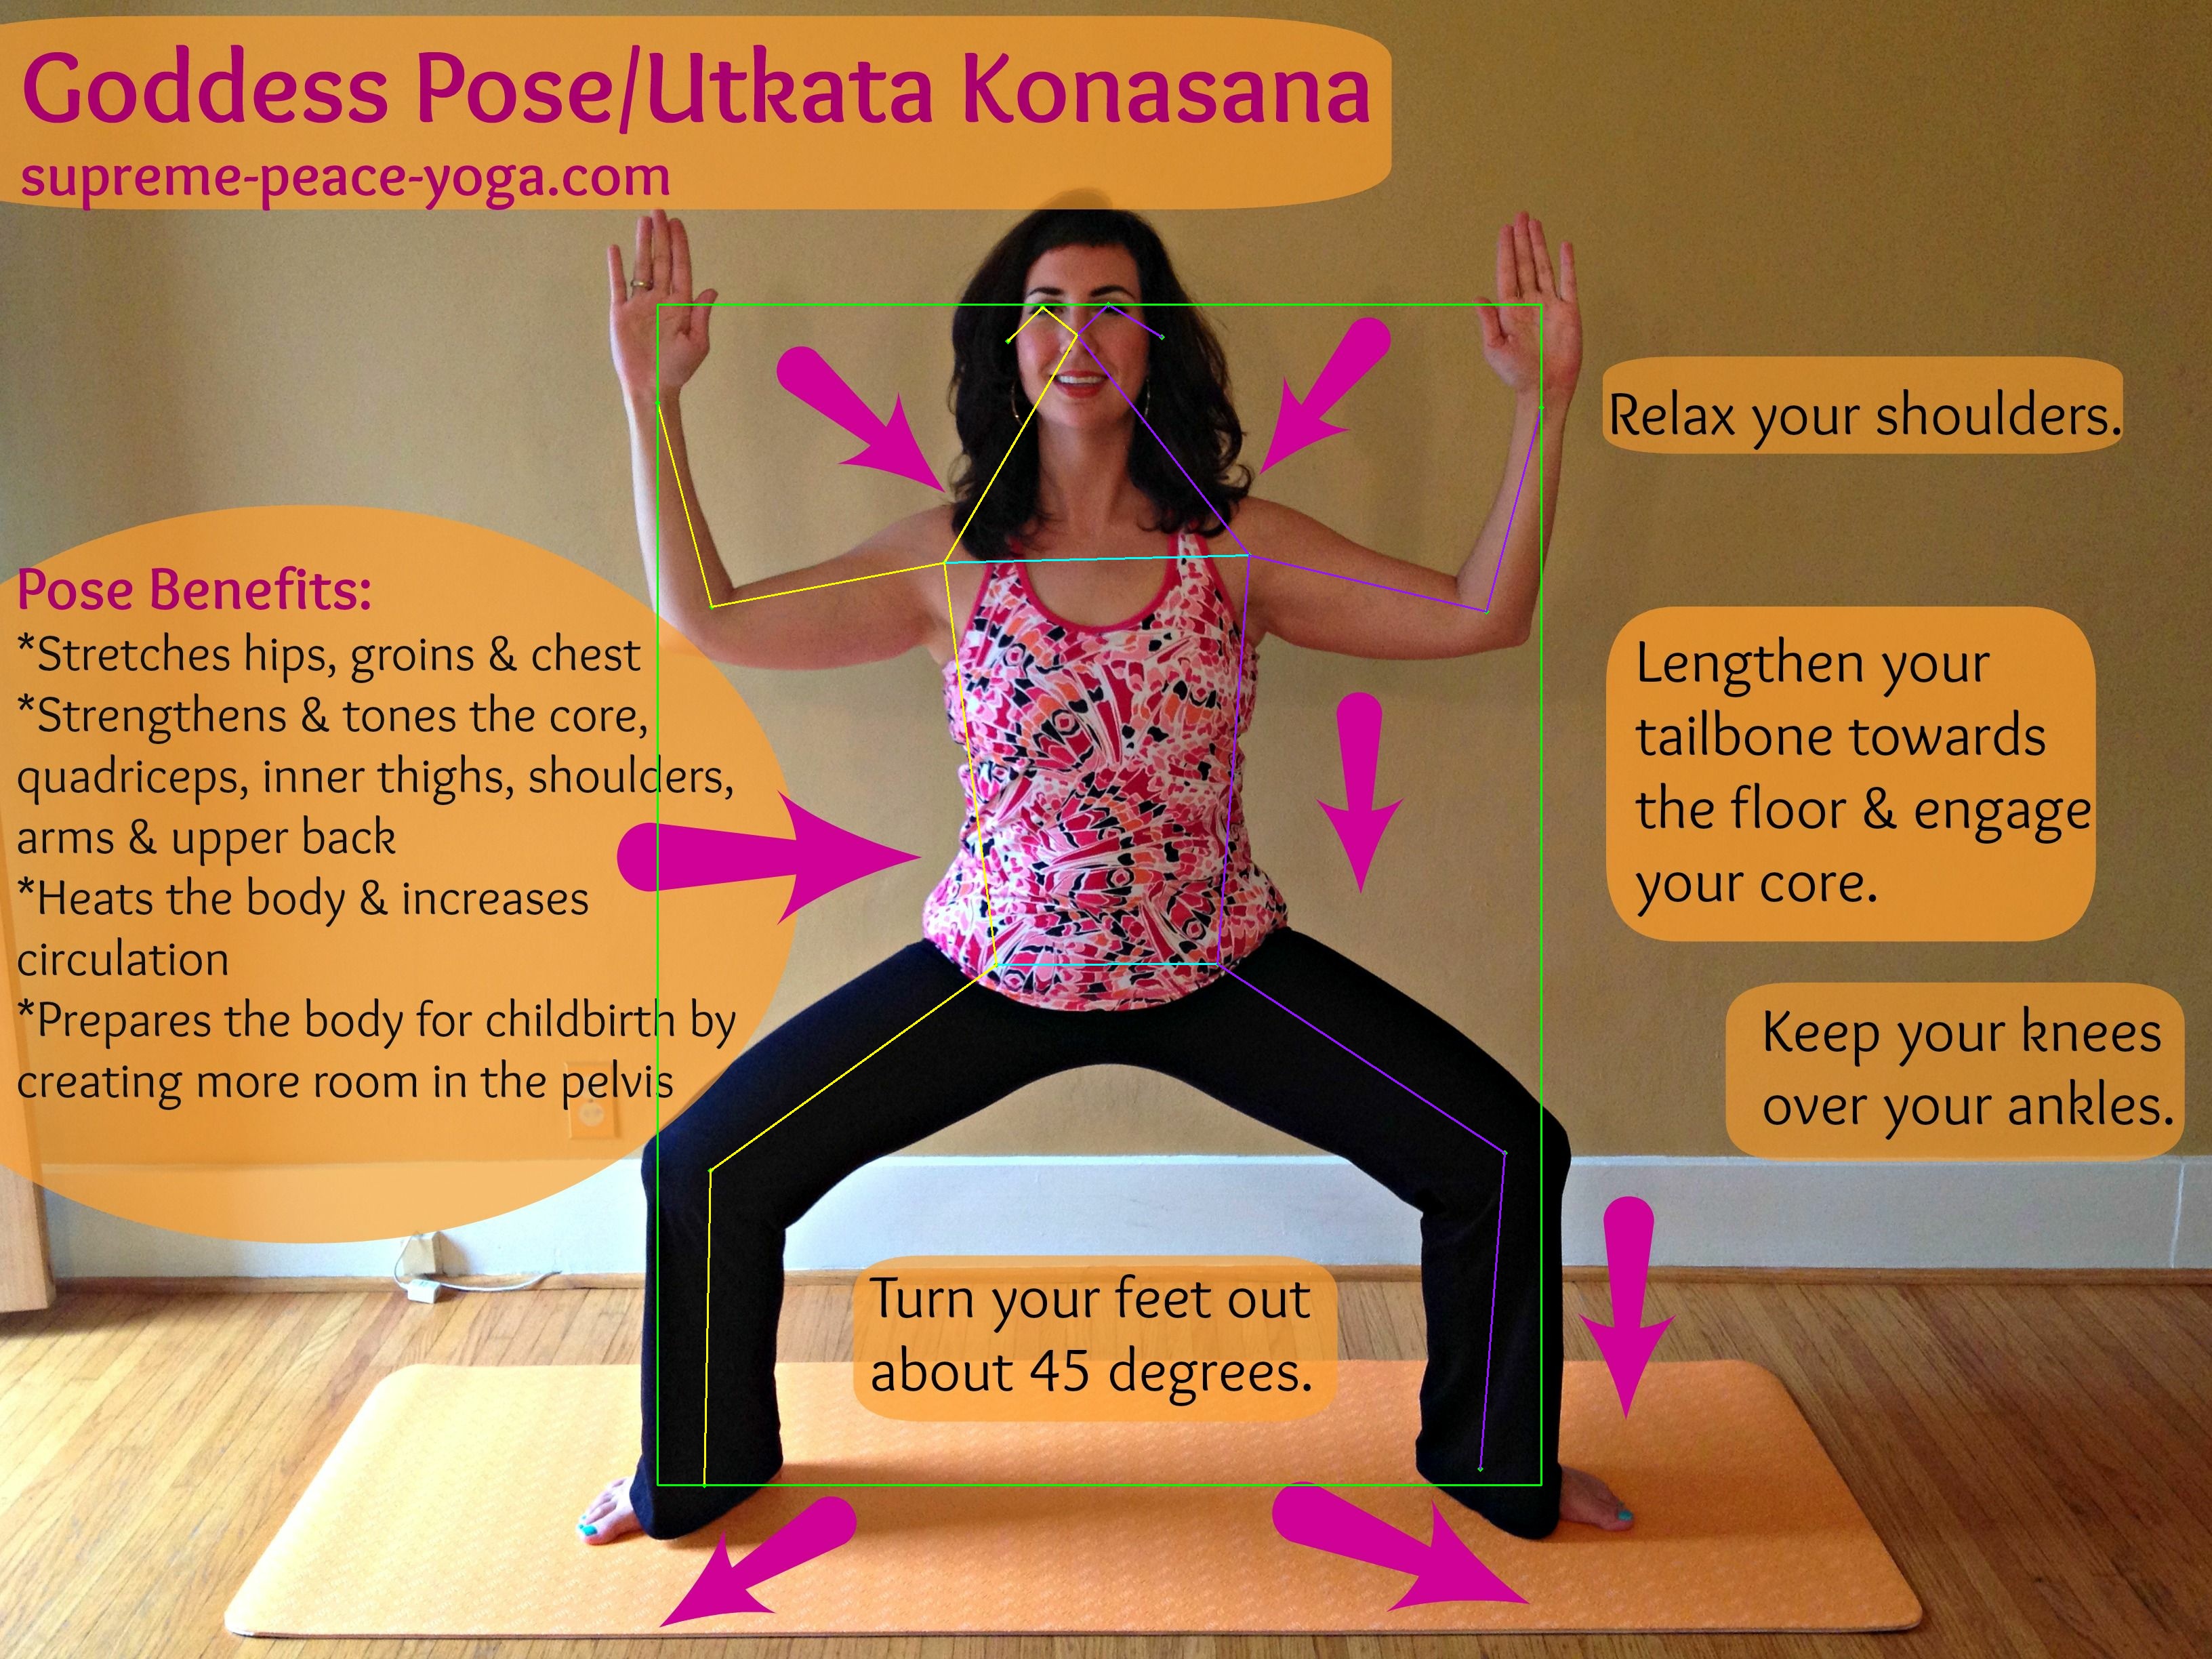 Goddess Pose/Utkata Konasana
supreme-peace-yoga.com
Relax your shoulders.
Pose Benefits:
*Stretches hips, groins & chest
*Strengthens & tones the core,
quadriceps, inner thighs, shoulders,
arms & upper back
*Heats the body & increases
circulation
*Prepares the body for childbirth by
creating more room in the pelvis
Lengthen your
tailbone towards
the floor & engage
your core.
Keep your knees
over your ankles.
Turn your feet out
about 45 degrees.